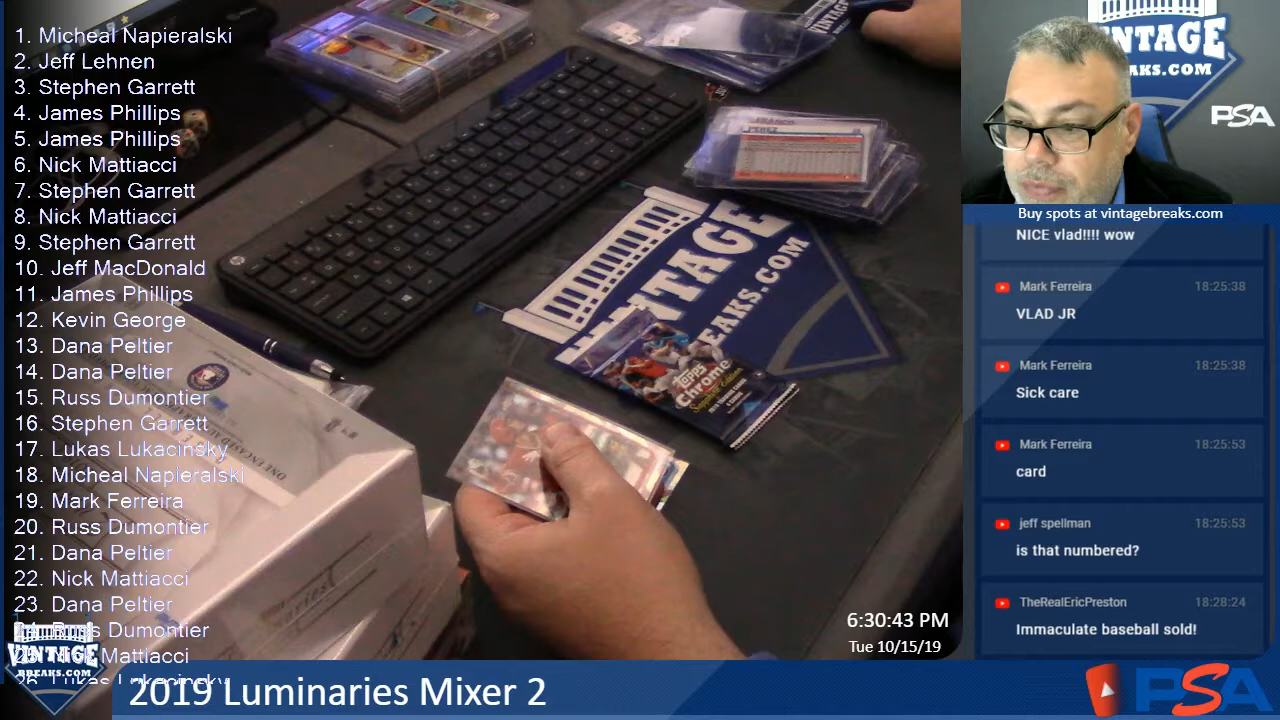 1. Micheal Napieralski
2. Jeff Lehnen
3. Stephen Garrett
4. James Phillips
5. James Phillips
6. Nick Mattiacci
7. Stephen Garrett
8. Nick Mattiacci
9. Stephen Garrett
10. Jeff MacDonald
11. James Phillips
12. Kevin George
13. Dana Peltier
14. Dana Peltier
15. Russ Dumontier
16. Stephen Garrett
17. Lukas Lukacinsky
18. Micheal Napieralski
19. Mark Ferreira
20. Russ Dumontier
21. Dana Peltier
22. Nick Mattiacci
23. Dana Peltier
Russ Dumontier
Mattiacci
Lukacinsky
VINTAGE
BREAKS.COM
VINTAGE
PEREZ
VINTAGE
EAKS.COM
TOPPS
Chrome
hp
6:30:43 PM
Tue 10/15/19
NTAGE
AKS.COM
PSA
Buy spots at vintagebreaks.com
NICE vlad!!!! wow
Mark Ferreira 18:25:38
VLAD JR
Mark Ferreira 18:25:38
Sick care
Mark Ferreira 18:25:53
card
jeff spellman 18:25:53
is that numbered?
TheRealEricPreston 18:28:24
Immaculate baseball sold!
2019 Luminaries Mixer 2
PSA